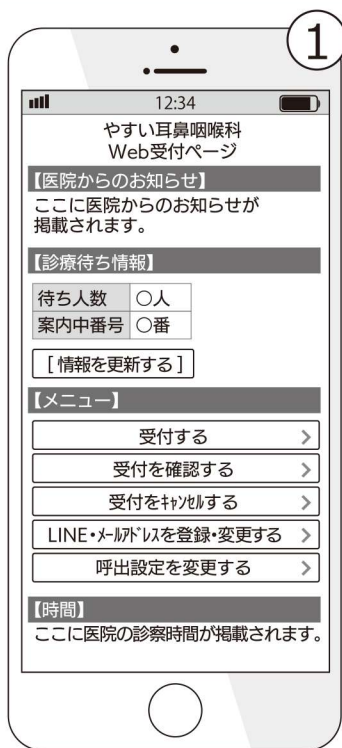 ①
12:34
やすい耳鼻咽喉科
Web受付ページ
【医院からのお知らせ】
ここに医院からのお知らせが
掲載されます。
【診療待ち情報】
待ち人数 ○人
案内中番号 ○番
[ 情報を更新する ]
【メニュー】
受付する >
受付を確認する >
受付をｷｬﾝｾﾙする >
LINE・ﾒｰﾙｱﾄﾞﾚｽを登録・変更する >
呼出設定を変更する >
【時間】
ここに医院の診察時間が掲載されます。